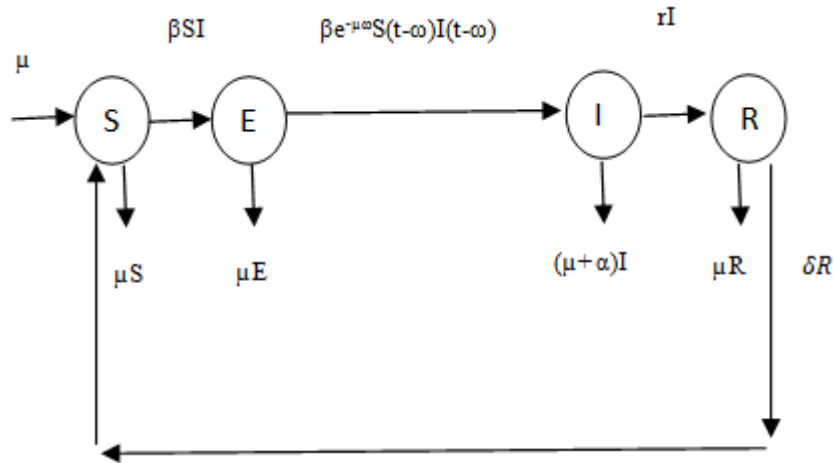 βSI βe^-μω S(t-ω)I(t-ω) rI
μ
S E I R
μS μE (μ+α)I μR δR